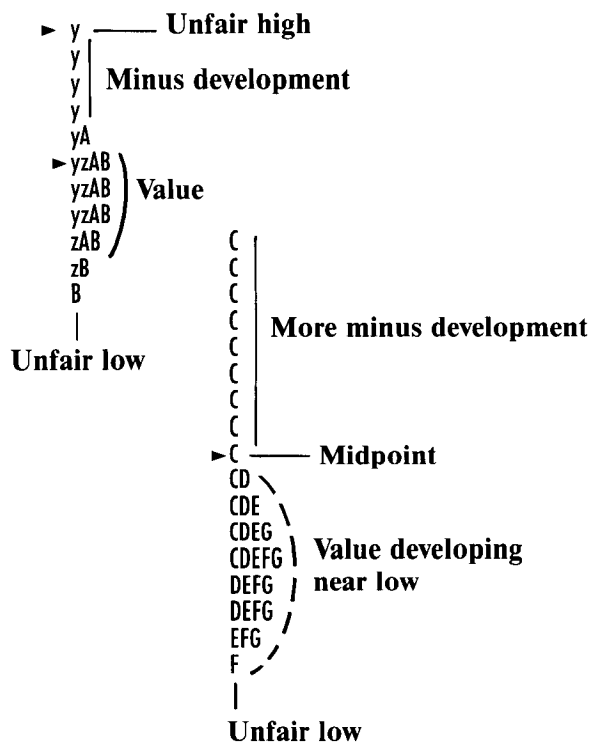 ► y Unfair high
y
y Minus development
y
yA
► yzAB
yzAB Value
yzAB
zAB
zB
B
Unfair low
C
C
C
C More minus development
C
C
C
C
► C Midpoint
CD
CDE
CDEG
CDEFG Value developing
DEFG near low
DEFG
EFG
F
Unfair low